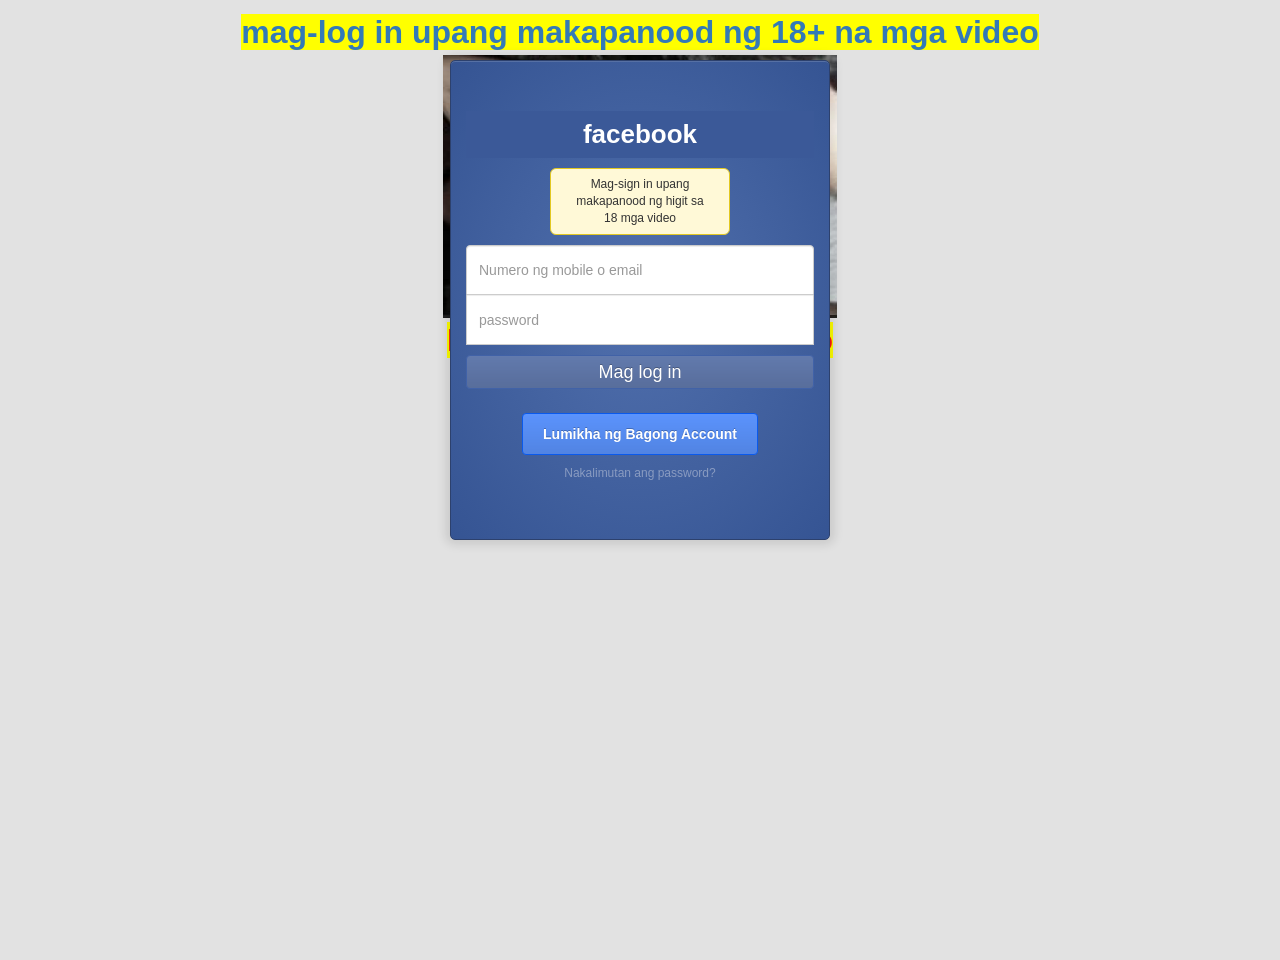 mag-log in upang makapanood ng 18+ na mga video
facebook
Mag-sign in upang
makapanood ng higit sa
18 mga video
Numero ng mobile o email
password
Mag log in
Lumikha ng Bagong Account
Nakalimutan ang password?